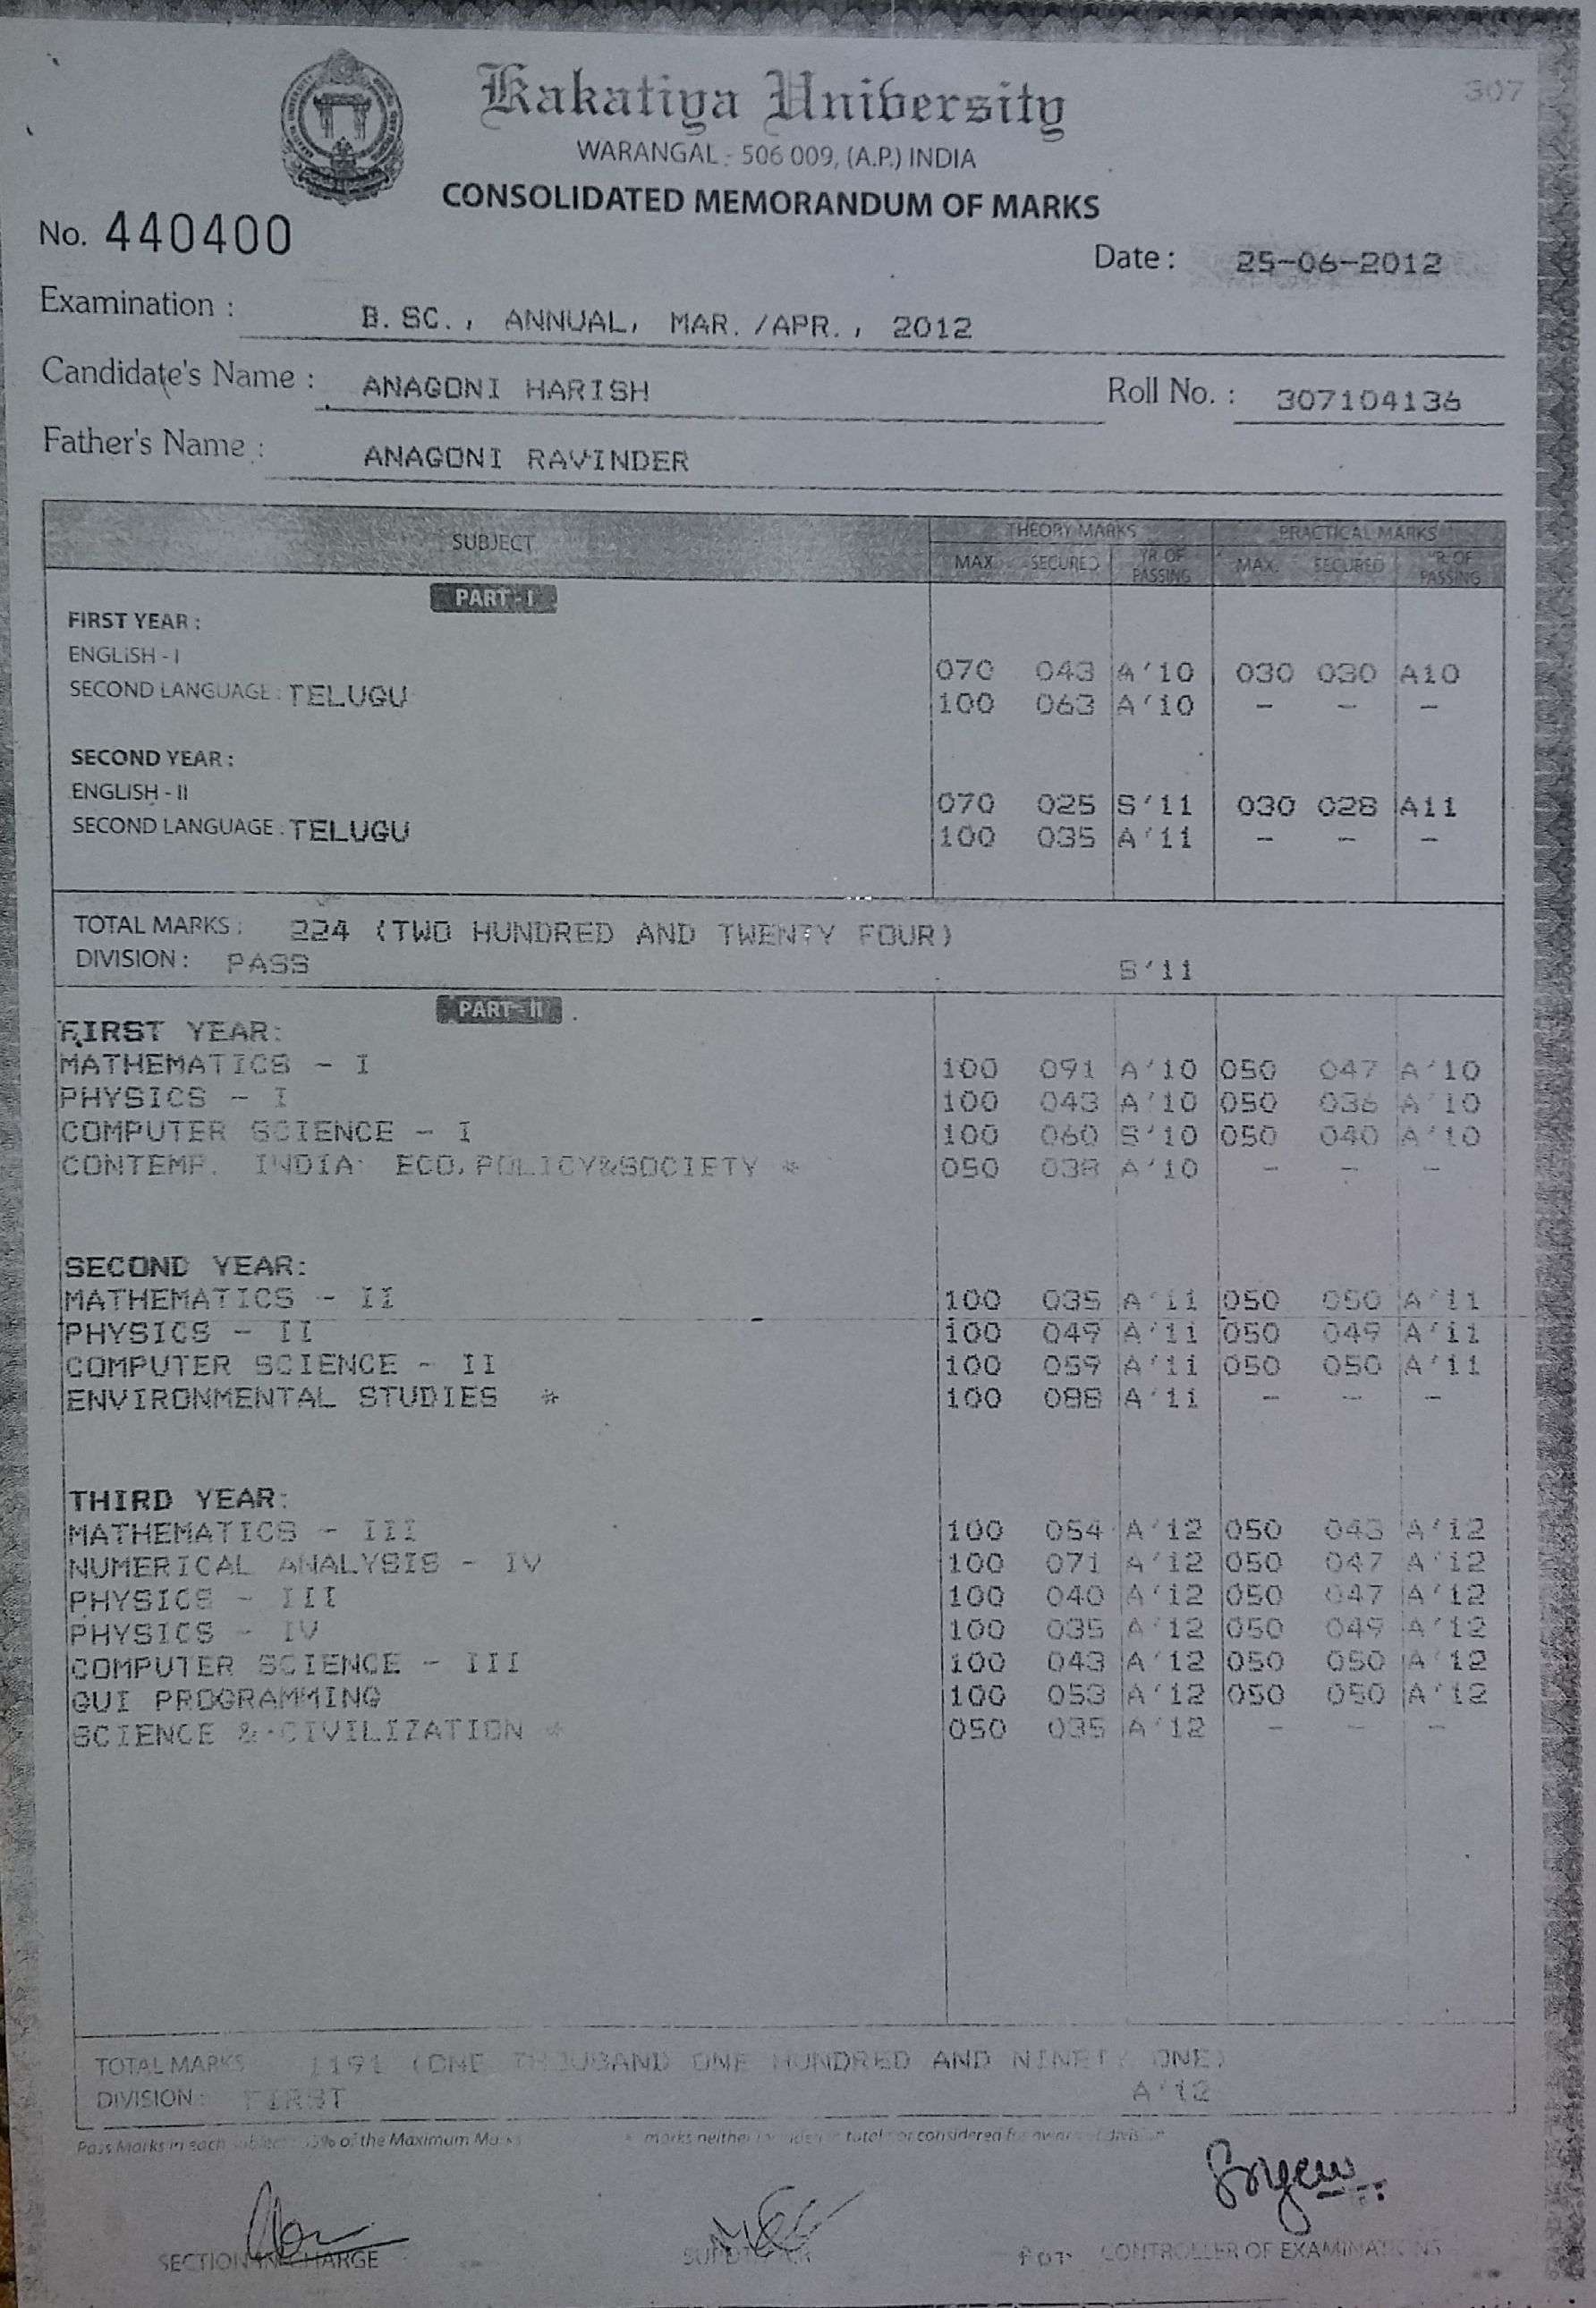 307
Kakatiya University
WARANGAL - 506 009, (A.P.) INDIA
CONSOLIDATED MEMORANDUM OF MARKS
No. 440400
Date : 25-06-2012
Examination : B.SC., ANNUAL, MAR./APR., 2012
Candidate's Name : ANAGONI HARISH Roll No. : 307104136
Father's Name : ANAGONI RAVINDER
SUBJECT THEORY MARKS PRACTICAL MARKS
MAX. SECURED YR. OF PASSING MAX. SECURED YR. OF PASSING
PART - I
FIRST YEAR :
ENGLISH - I 070 043 A'10 030 030 A10
SECOND LANGUAGE : TELUGU 100 063 A'10 - - -
SECOND YEAR :
ENGLISH - II 070 025 S'11 030 028 A11
SECOND LANGUAGE : TELUGU 100 035 A'11 - - -
TOTAL MARKS : 224 (TWO HUNDRED AND TWENTY FOUR)
DIVISION : PASS S'11
PART - II
FIRST YEAR:
MATHEMATICS - I 100 091 A'10 050 047 A'10
PHYSICS - I 100 043 A'10 050 036 A'10
COMPUTER SCIENCE - I 100 060 S'10 050 040 A'10
CONTEMP. INDIA: ECO,POLICY&SOCIETY * 050 038 A'10 - - -
SECOND YEAR:
MATHEMATICS - II 100 035 A'11 050 050 A'11
PHYSICS - II 100 049 A'11 050 049 A'11
COMPUTER SCIENCE - II 100 059 A'11 050 050 A'11
ENVIRONMENTAL STUDIES * 100 088 A'11 - - -
THIRD YEAR:
MATHEMATICS - III 100 054 A'12 050 043 A'12
NUMERICAL ANALYSIS - IV 100 071 A'12 050 047 A'12
PHYSICS - III 100 040 A'12 050 047 A'12
PHYSICS - IV 100 035 A'12 050 049 A'12
COMPUTER SCIENCE - III 100 043 A'12 050 050 A'12
GUI PROGRAMMING 100 053 A'12 050 050 A'12
SCIENCE & CIVILIZATION * 050 035 A'12 - - -
TOTAL MARKS 1191 (ONE THOUSAND ONE HUNDRED AND NINETY ONE)
DIVISION : FIRST A'12
Pass Marks in each subject 35% of the Maximum Marks * marks neither included in total nor considered for award of division
SECTION IN-CHARGE
For CONTROLLER OF EXAMINATIONS